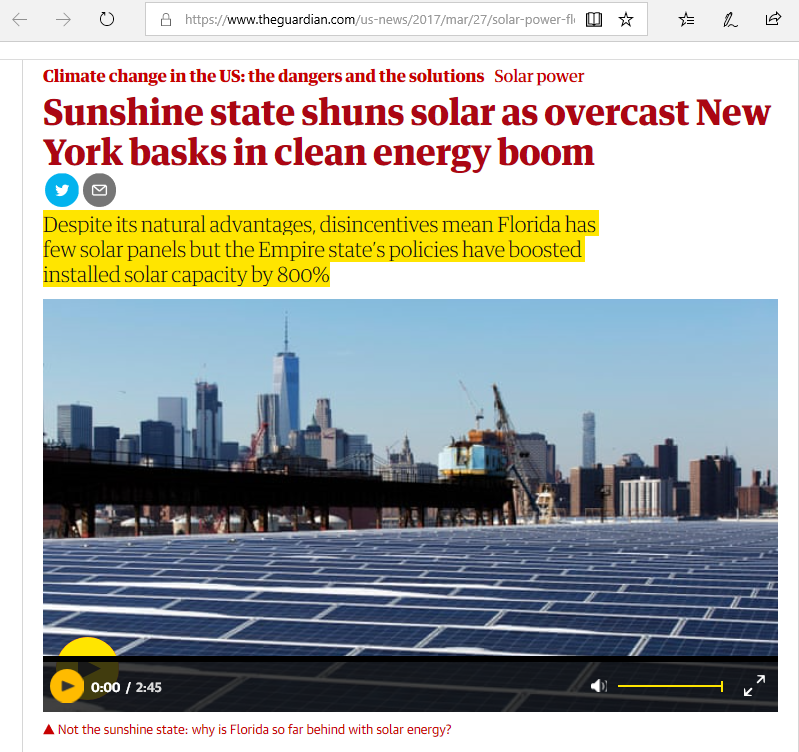 https://www.theguardian.com/us-news/2017/mar/27/solar-power-fl
Climate change in the US: the dangers and the solutions Solar power
Sunshine state shuns solar as overcast New
York basks in clean energy boom
Despite its natural advantages, disincentives mean Florida has
few solar panels but the Empire state’s policies have boosted
installed solar capacity by 800%
0:00 / 2:45
Not the sunshine state: why is Florida so far behind with solar energy?